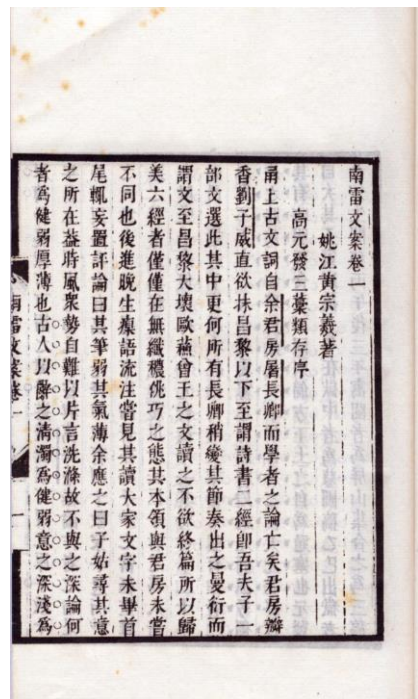 南雷文案卷一
姚江黃宗羲著
高元發三藁類存序
甬上古文詞自余君房屠長卿而學者之論亡矣君房瓣
香劉子威直欲抹昌黎以下至謂詩書二經卽吾夫子一
部文選此其中更何所有長卿稍變其節奏出之曼衍而
謂文至昌黎大壞歐蘇曾王之文讀之不欲終篇所以歸
美六經者僅僅在無纖穠佻巧之態其本領與君房未嘗
不同也後進晚生瘢語流注嘗見其讀大家文字未畢首
尾輒妄置評論曰其筆弱其氣薄余應之曰子姑尋其意
之所在葢時風衆勢自難以片言洗滌故不與之深論何
者爲健弱厚薄也古人以辭之淸濁爲健弱意之深淺爲
南雷文案卷一
一